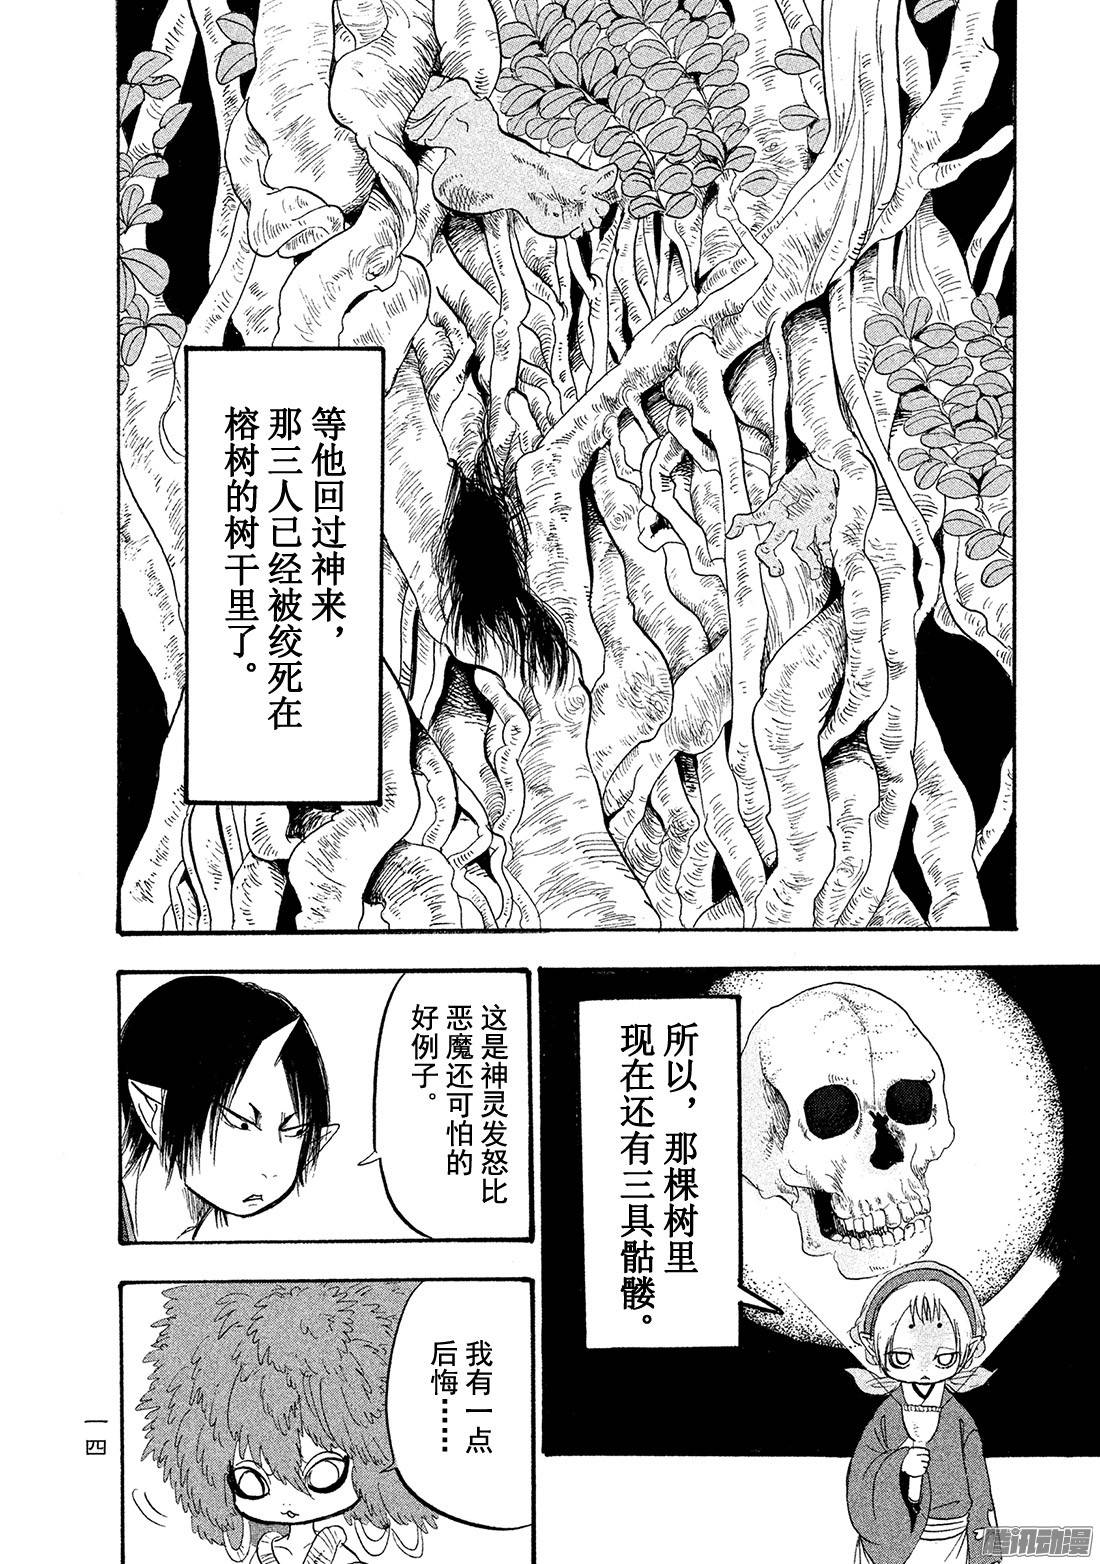 等他回过神来，
那三人已经被绞死在
榕树的树干里了。
所以，那棵树里
现在还有三具骷髅。
这是神灵发怒比
恶魔还可怕的
好例子。
我有一点
后悔……
一四
腾讯动漫